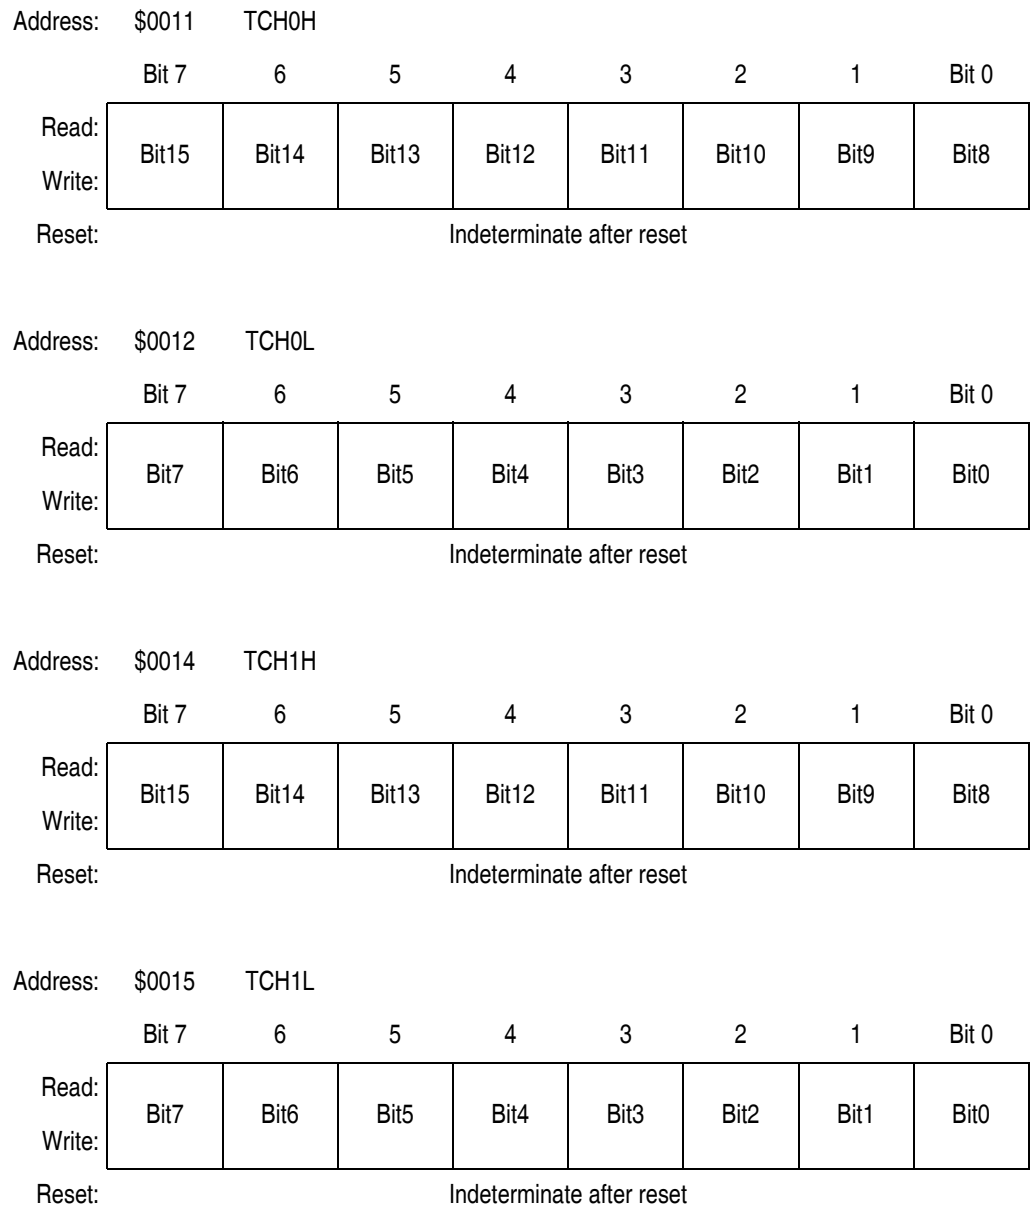 Address: $0011 TCH0H
Bit 7 6 5 4 3 2 1 Bit 0
Read:
Bit15 Bit14 Bit13 Bit12 Bit11 Bit10 Bit9 Bit8
Write:
Reset: Indeterminate after reset
Address: $0012 TCH0L
Bit 7 6 5 4 3 2 1 Bit 0
Read:
Bit7 Bit6 Bit5 Bit4 Bit3 Bit2 Bit1 Bit0
Write:
Reset: Indeterminate after reset
Address: $0014 TCH1H
Bit 7 6 5 4 3 2 1 Bit 0
Read:
Bit15 Bit14 Bit13 Bit12 Bit11 Bit10 Bit9 Bit8
Write:
Reset: Indeterminate after reset
Address: $0015 TCH1L
Bit 7 6 5 4 3 2 1 Bit 0
Read:
Bit7 Bit6 Bit5 Bit4 Bit3 Bit2 Bit1 Bit0
Write:
Reset: Indeterminate after reset